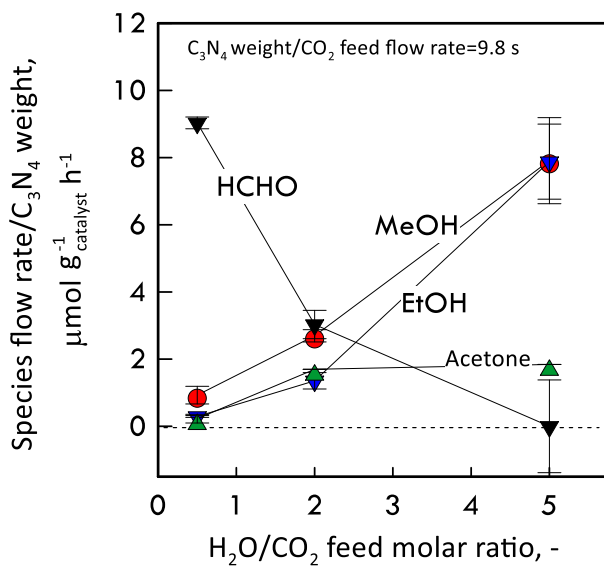 12
10
8
6
4
2
0
Species flow rate/C₃N₄ weight,
μmol g⁻¹catalyst h⁻¹
C₃N₄ weight/CO₂ feed flow rate=9.8 s
HCHO
MeOH
EtOH
Acetone
0 1 2 3 4 5
H₂O/CO₂ feed molar ratio, -